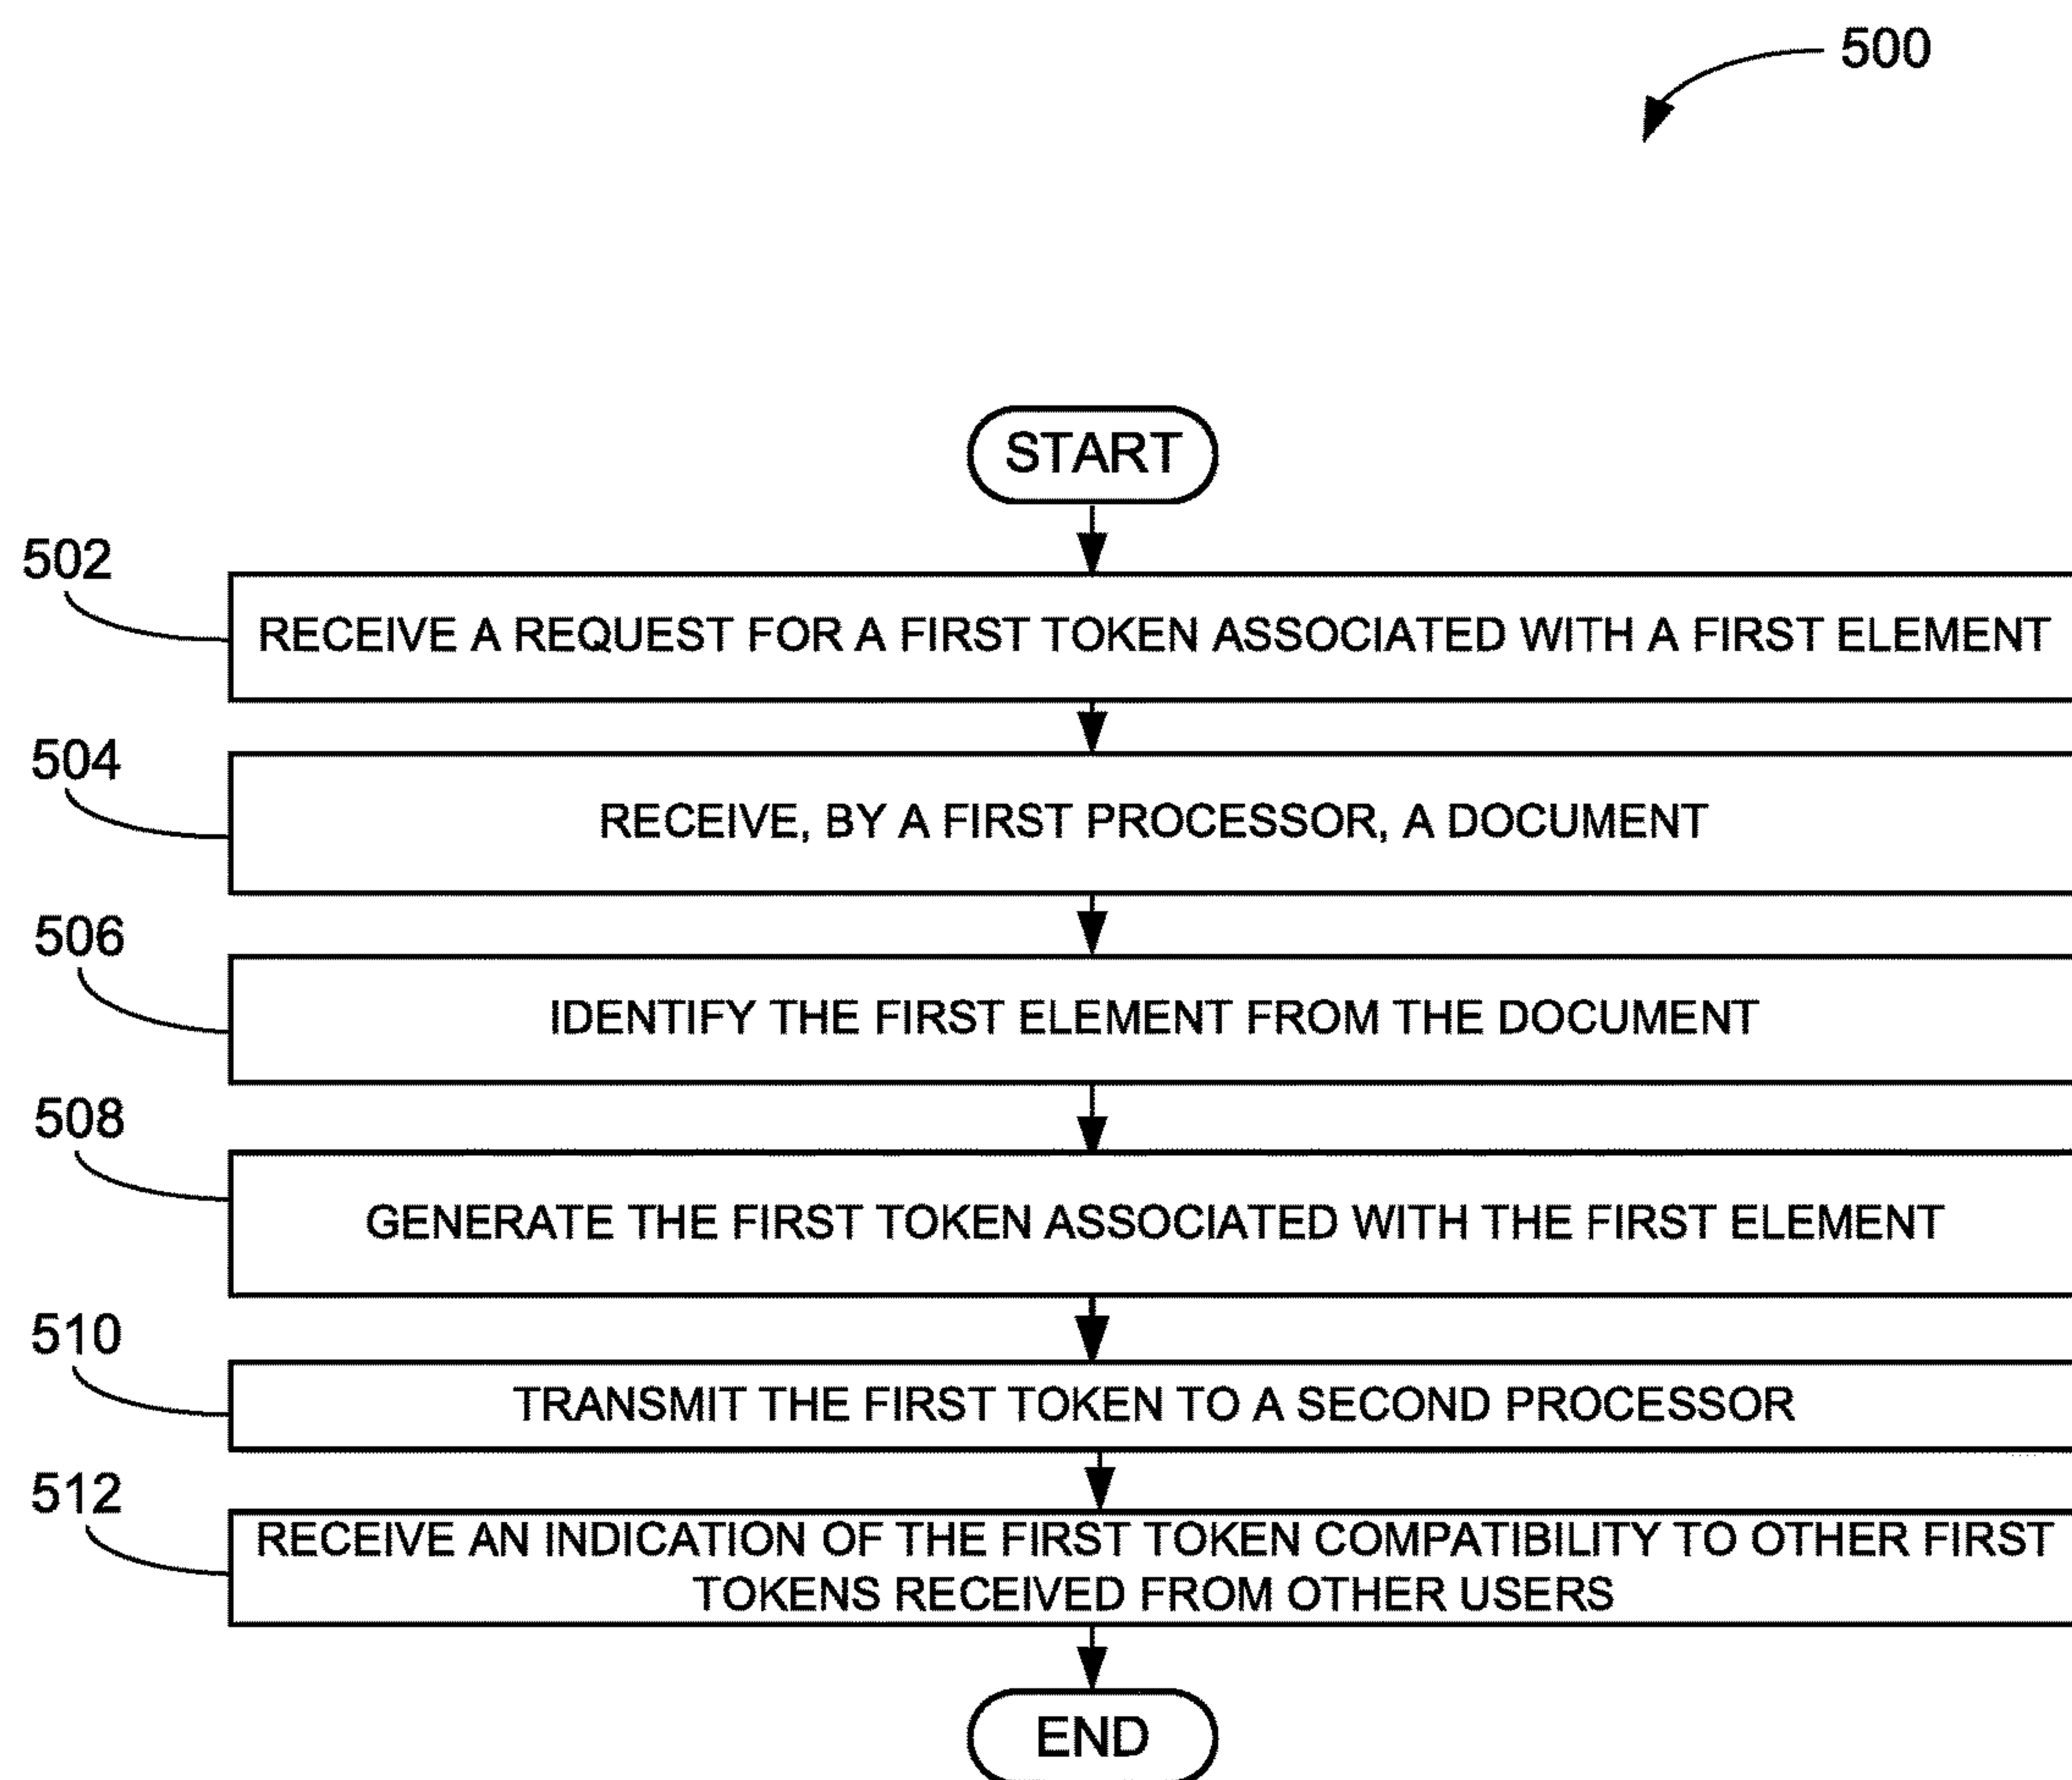 500
START
502
RECEIVE A REQUEST FOR A FIRST TOKEN ASSOCIATED WITH A FIRST ELEMENT
504
RECEIVE, BY A FIRST PROCESSOR, A DOCUMENT
506
IDENTIFY THE FIRST ELEMENT FROM THE DOCUMENT
508
GENERATE THE FIRST TOKEN ASSOCIATED WITH THE FIRST ELEMENT
510
TRANSMIT THE FIRST TOKEN TO A SECOND PROCESSOR
512
RECEIVE AN INDICATION OF THE FIRST TOKEN COMPATIBILITY TO OTHER FIRST
TOKENS RECEIVED FROM OTHER USERS
END